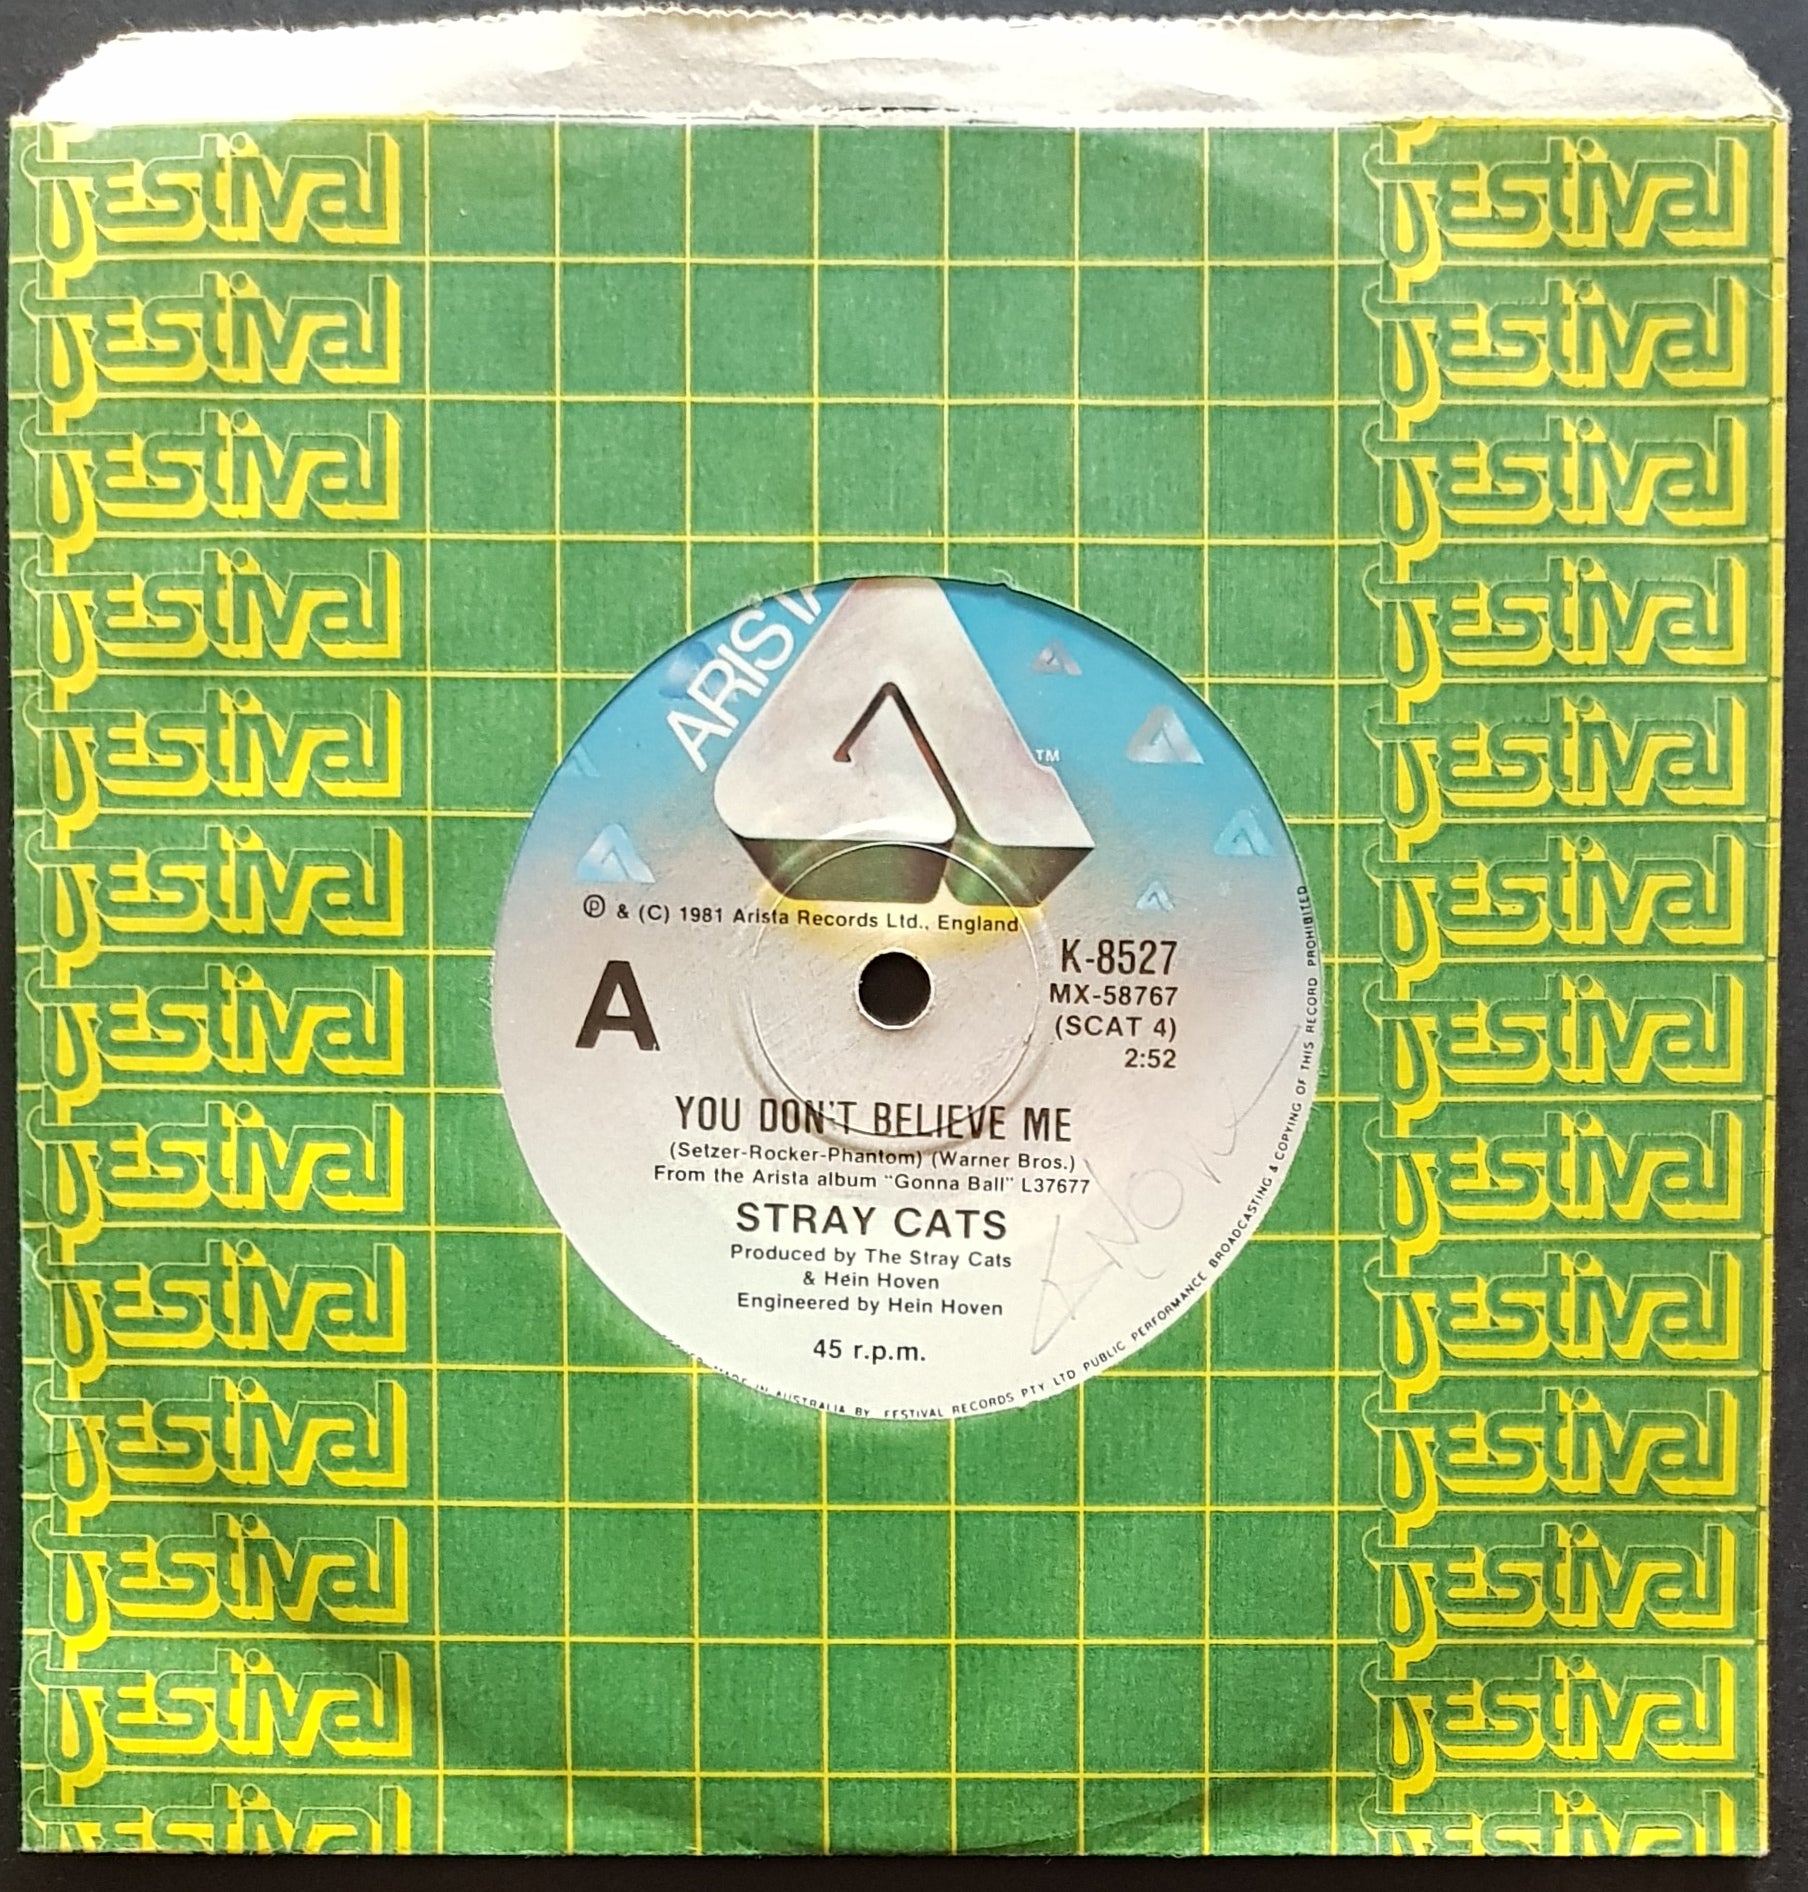 Festival Festival
Festival Festival
Festival Festival
Festival Festival
Festival Festival
Festival Festival
Festival Festival
Festival Festival
Festival Festival
Festival Festival
Festival Festival
Festival Festival
Festival Festival
ARISTA
TM
℗ & (C) 1981 Arista Records Ltd., England
A
K-8527
MX-58767
(SCAT 4)
2:52
YOU DON'T BELIEVE ME
(Setzer-Rocker-Phantom) (Warner Bros.)
From the Arista album "Gonna Ball" L37677
STRAY CATS
Produced by The Stray Cats
& Hein Hoven
Engineered by Hein Hoven
45 r.p.m.
MADE IN AUSTRALIA BY FESTIVAL RECORDS PTY LTD PUBLIC PERFORMANCE BROADCASTING & COPYING OF THIS RECORD PROHIBITED